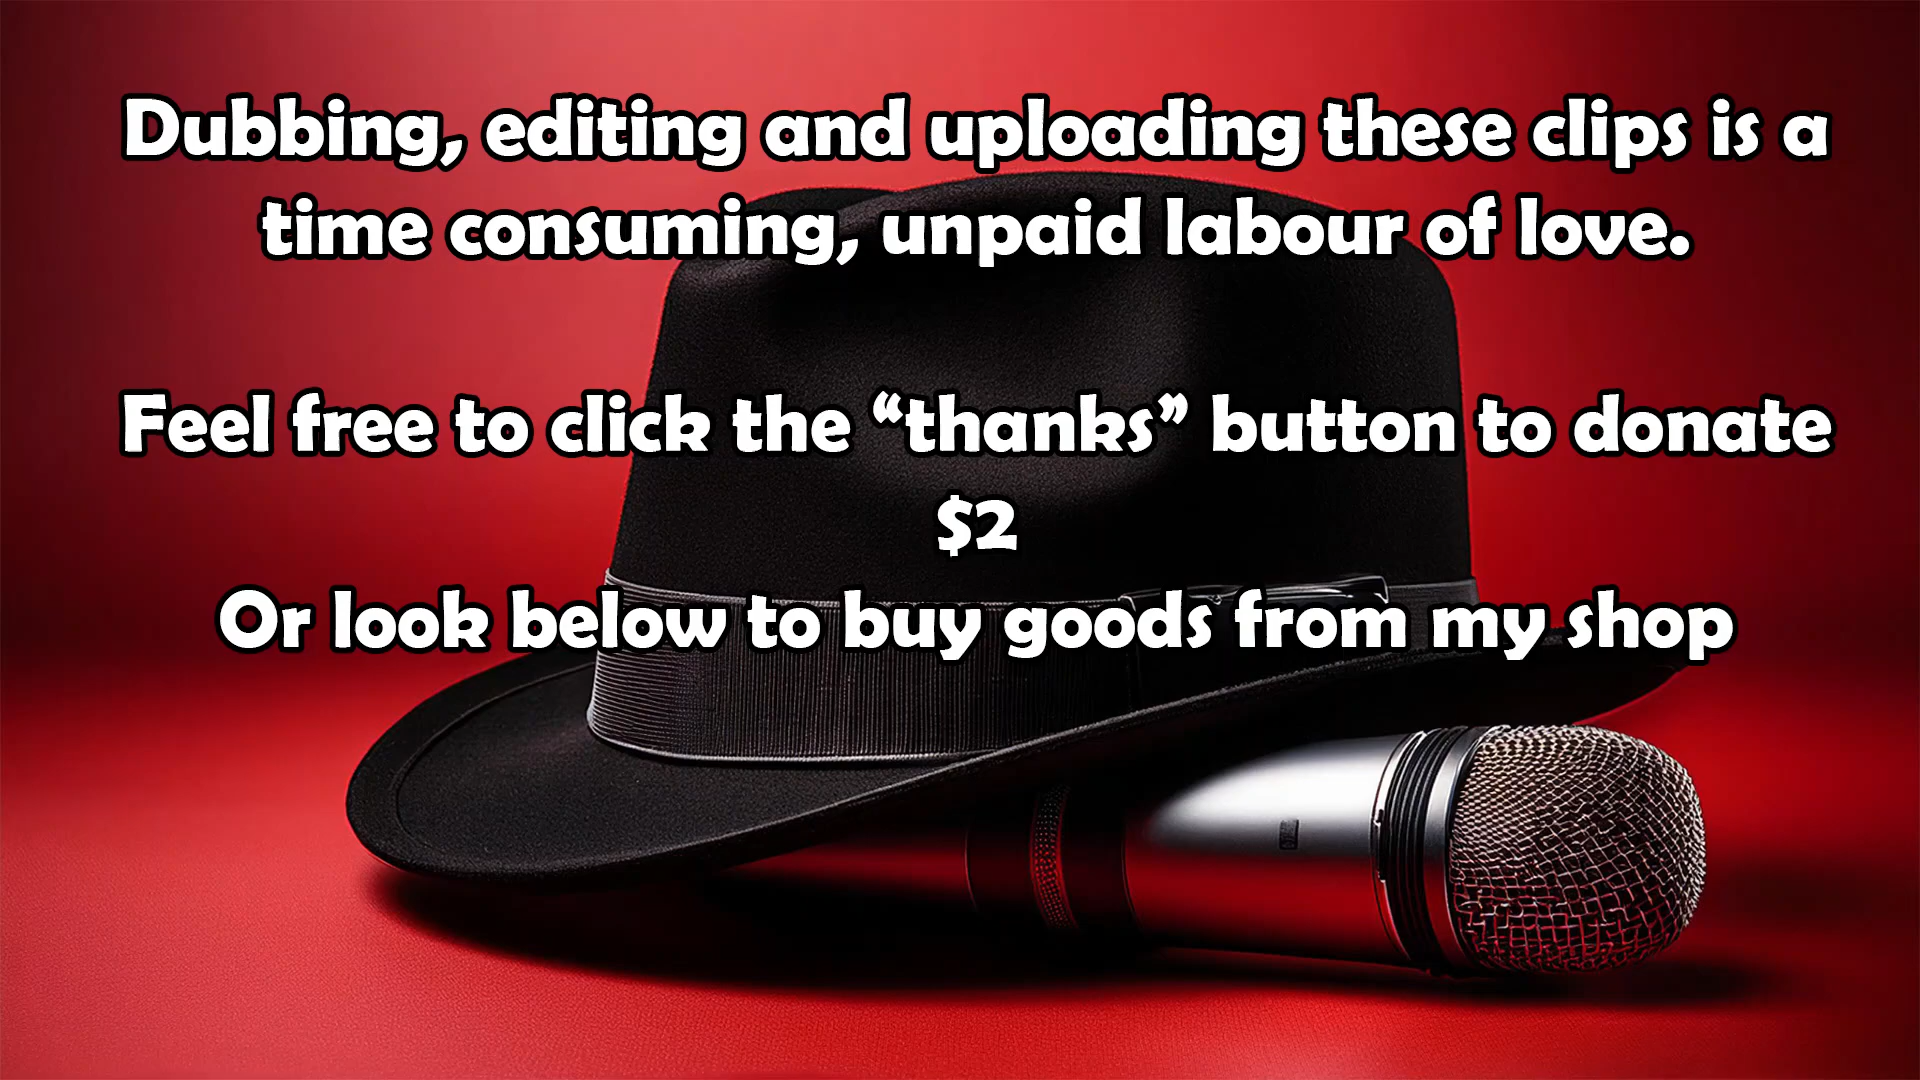 Dubbing, editing and uploading these clips is a
time consuming, unpaid labour of love.
Feel free to click the “thanks” button to donate
$2
Or look below to buy goods from my shop